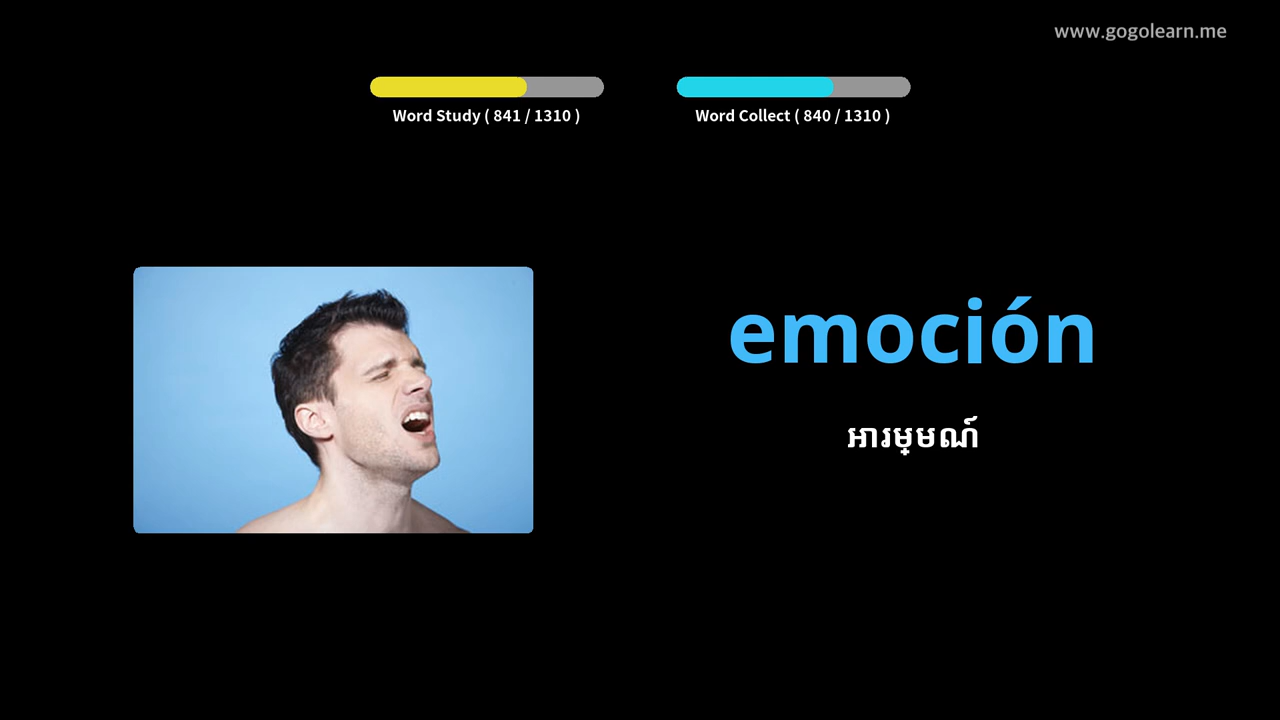 www.gogolearn.me
Word Study ( 841 / 1310 )
Word Collect ( 840 / 1310 )
emoción
អារម្មណ៍